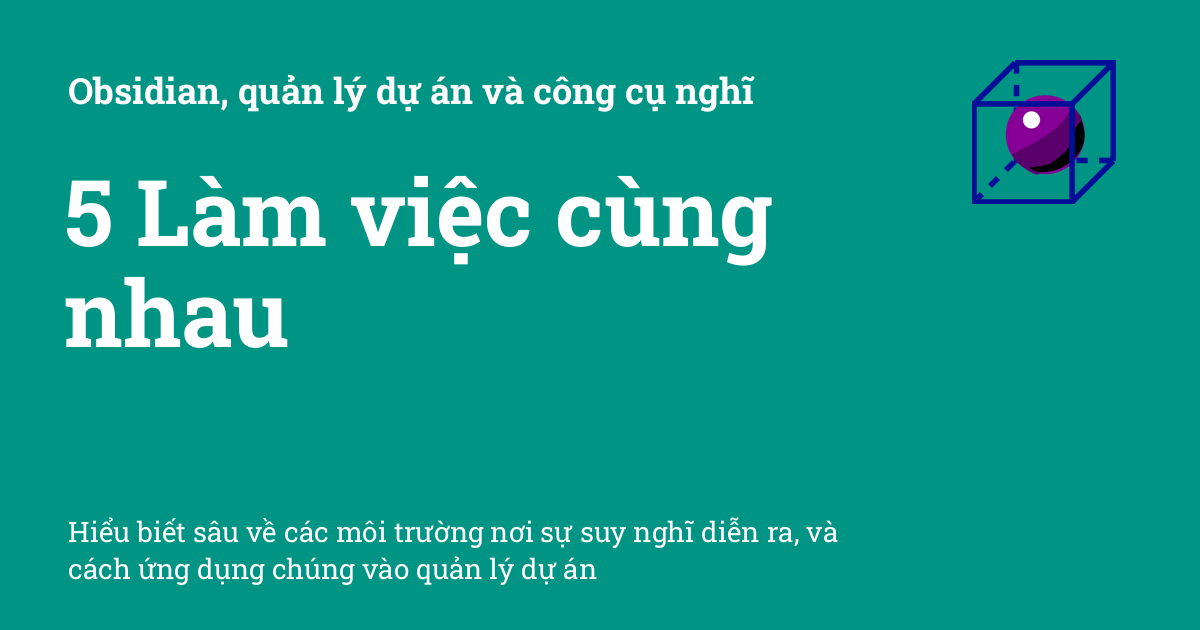 Obsidian, quản lý dự án và công cụ nghĩ
5 Làm việc cùng
nhau
Hiểu biết sâu về các môi trường nơi sự suy nghĩ diễn ra, và
cách ứng dụng chúng vào quản lý dự án